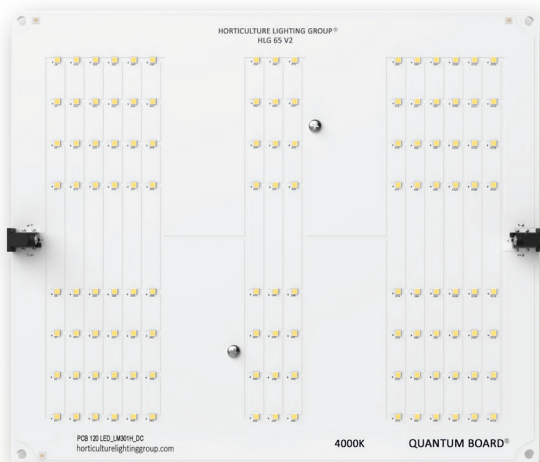 HORTICULTURE LIGHTING GROUP®
HLG 65 V2
PCB 120 LED_LM301H_DC
horticulturelightinggroup.com
4000K
QUANTUM BOARD®